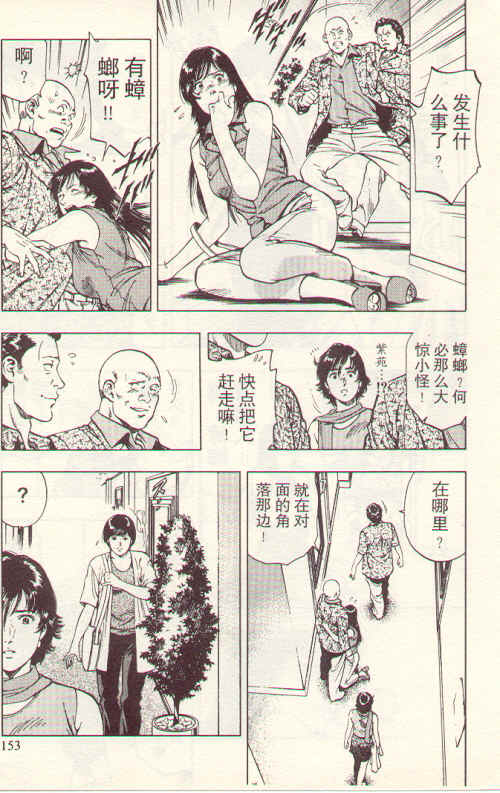 发生什
么事了？
有蟑
螂呀!!
啊？
蟑螂？何
必那么大
惊小怪！
紫苑…
!?
快点把它
赶走嘛！
在哪里？
就在对
面的角
落那边！
？
153